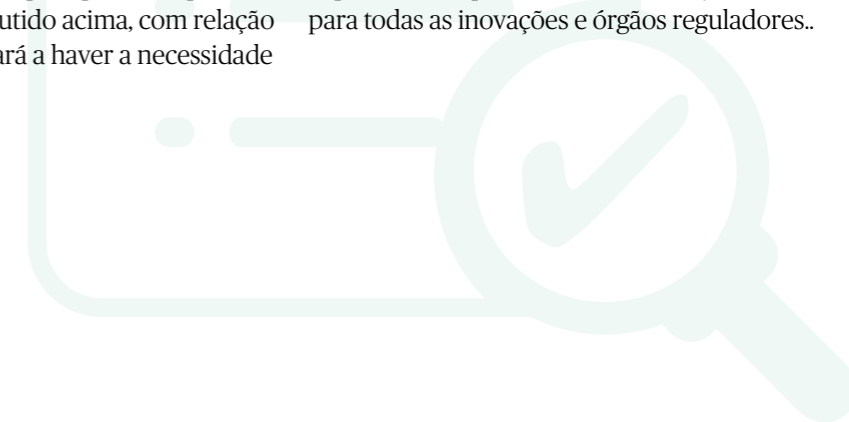 utido acima, com relação
ará a haver a necessidade
para todas as inovações e órgãos reguladores..